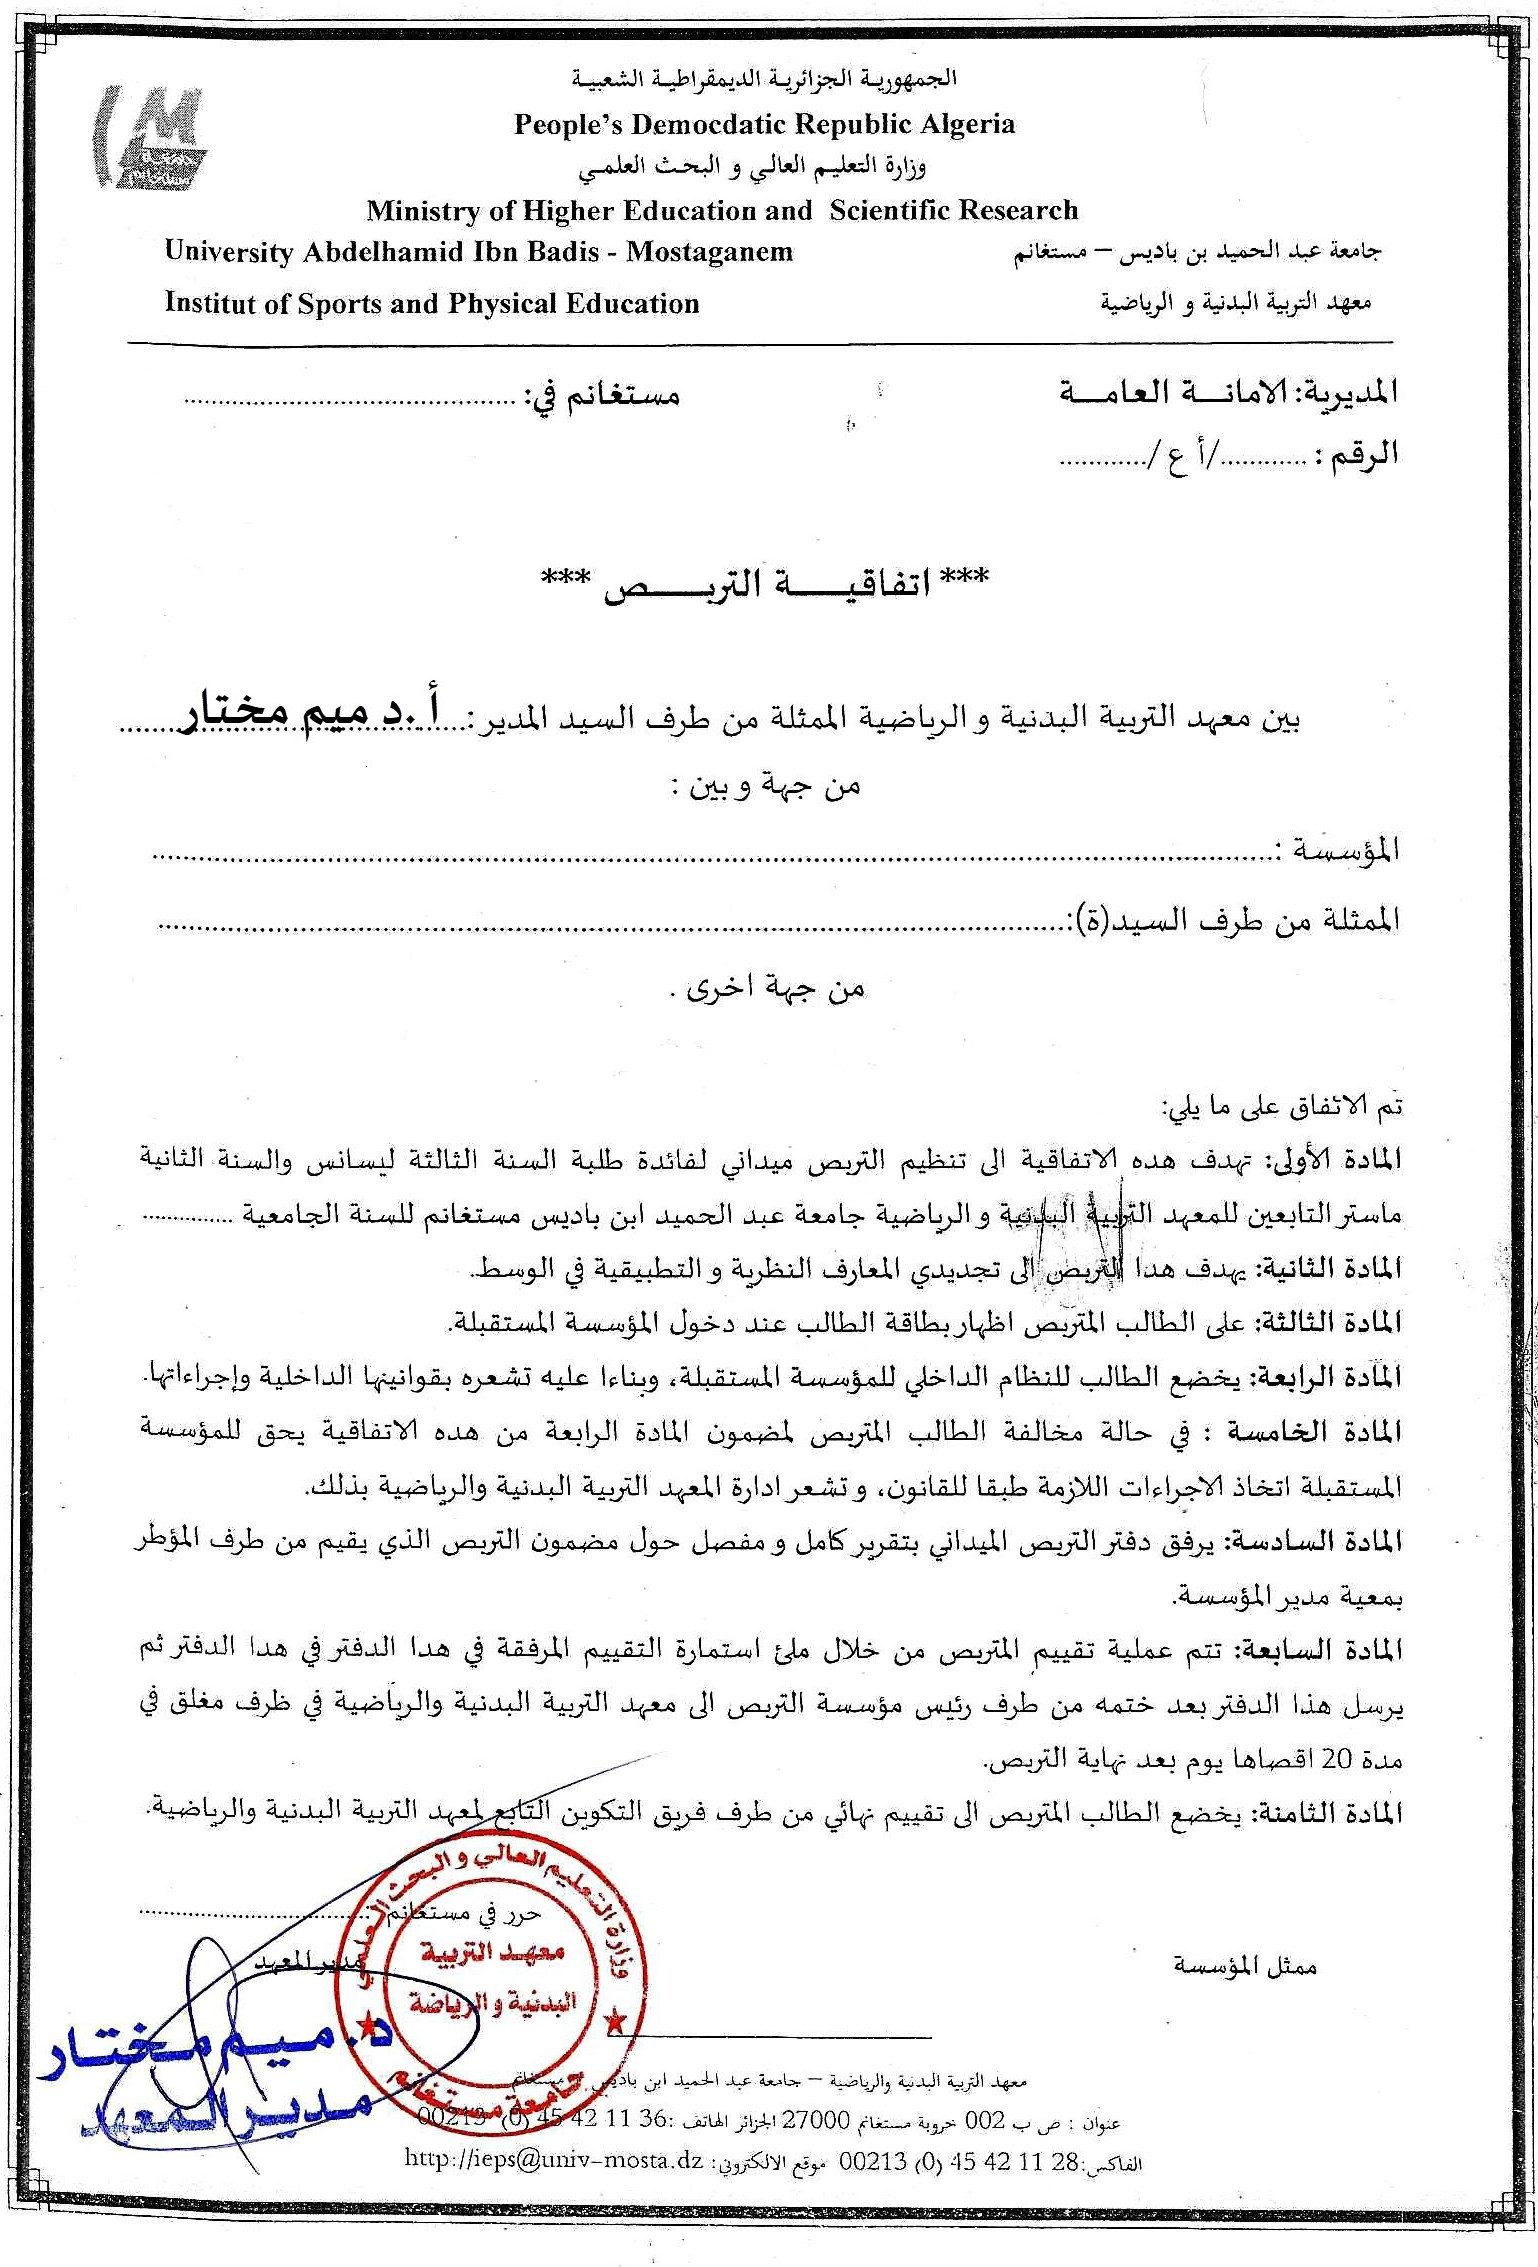 الجمهورية الجزائرية الديمقراطية الشعبية
People's Democdatic Republic Algeria
وزارة التعليم العالي و البحث العلمي
Ministry of Higher Education and Scientific Research
University Abdelhamid Ibn Badis - Mostaganem
جامعة عبد الحميد بن باديس – مستغانم
Institut of Sports and Physical Education
معهد التربية البدنية و الرياضية
المديرية: الامانة العامة
مستغانم في: ..........................................
الرقم : ............/أ ع /............
*** اتفاقية التربص ***
بين معهد التربية البدنية و الرياضية الممثلة من طرف السيد المدير :...... أ .د ميم مختار
من جهة و بين :
المؤسسة :..........................................................................................
الممثلة من طرف السيد(ة):..........................................................................................
من جهة اخرى .
تم الاتفاق على ما يلي:
المادة الأولى: تهدف هده الاتفاقية الى تنظيم التربص ميداني لفائدة طلبة السنة الثالثة ليسانس والسنة الثانية
ماستر التابعين للمعهد التربية البدنية و الرياضية جامعة عبد الحميد ابن باديس مستغانم للسنة الجامعية ..............
المادة الثانية: يهدف هدا التربص الى تجديدي المعارف النظرية و التطبيقية في الوسط.
المادة الثالثة: على الطالب المتربص اظهار بطاقة الطالب عند دخول المؤسسة المستقبلة.
المادة الرابعة: يخضع الطالب للنظام الداخلي للمؤسسة المستقبلة، وبناءا عليه تشعره بقوانينها الداخلية وإجراءاتها.
المادة الخامسة : في حالة مخالفة الطالب المتربص لمضمون المادة الرابعة من هده الاتفاقية يحق للمؤسسة
المستقبلة اتخاذ الاجراءات اللازمة طبقا للقانون، و تشعر ادارة المعهد التربية البدنية والرياضية بذلك.
المادة السادسة: يرفق دفتر التربص الميداني بتقرير كامل و مفصل حول مضمون التربص الذي يقيم من طرف المؤطر
بمعية مدير المؤسسة.
المادة السابعة: تتم عملية تقييم المتربص من خلال ملئ استمارة التقييم المرفقة في هدا الدفتر في هدا الدفتر ثم
يرسل هذا الدفتر بعد ختمه من طرف رئيس مؤسسة التربص الى معهد التربية البدنية والرياضية في ظرف مغلق في
مدة 20 اقصاها يوم بعد نهاية التربص.
المادة الثامنة: يخضع الطالب المتربص الى تقييم نهائي من طرف فريق التكوين التابع لمعهد التربية البدنية والرياضية.
حرر في مستغانم :..............................
ممثل المؤسسة
مدير المعهد
وزارة التعليم العالي و البحث العلمي
معهد التربية
البدنية و الرياضة
جامعة مستغانم
د. ميم مختار
مدير المعهد
معهد التربية البدنية والرياضية – جامعة عبد الحميد ابن باديس - مستغانم
عنوان : ص ب 002 خروبة مستغانم 27000 الجزائر الهاتف :36 11 42 45 (0) 00213
الفاكس:28 11 42 45 (0) 00213 موقع الالكتروني: http://ieps@univ-mosta.dz